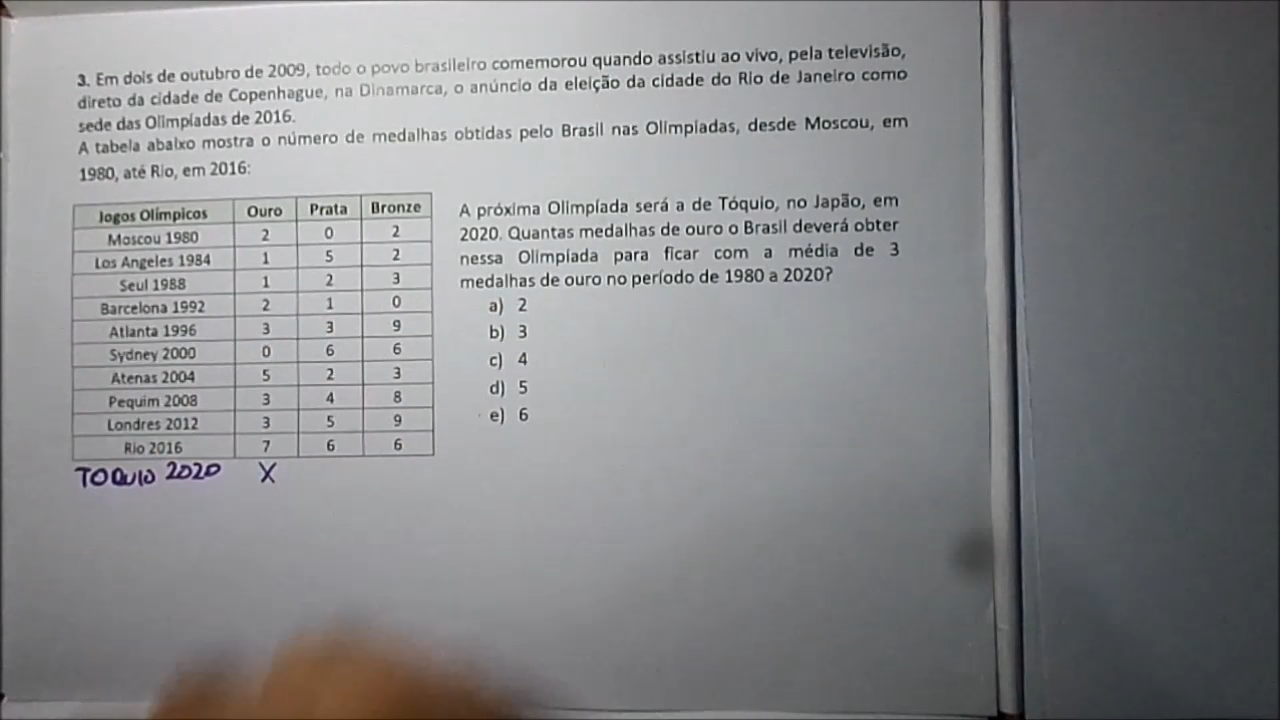 3. Em dois de outubro de 2009, todo o povo brasileiro comemorou quando assistiu ao vivo, pela televisão,
direto da cidade de Copenhague, na Dinamarca, o anúncio da eleição da cidade do Rio de Janeiro como
sede das Olimpíadas de 2016.
A tabela abaixo mostra o número de medalhas obtidas pelo Brasil nas Olimpíadas, desde Moscou, em
1980, até Rio, em 2016:
Jogos Olímpicos Ouro Prata Bronze
Moscou 1980 2 0 2
Los Angeles 1984 1 5 2
Seul 1988 1 2 3
Barcelona 1992 2 1 0
Atlanta 1996 3 3 9
Sydney 2000 0 6 6
Atenas 2004 5 2 3
Pequim 2008 3 4 8
Londres 2012 3 5 9
Rio 2016 7 6 6
TOQUIO 2020 X
A próxima Olimpíada será a de Tóquio, no Japão, em
2020. Quantas medalhas de ouro o Brasil deverá obter
nessa Olimpíada para ficar com a média de 3
medalhas de ouro no período de 1980 a 2020?
a) 2
b) 3
c) 4
d) 5
e) 6